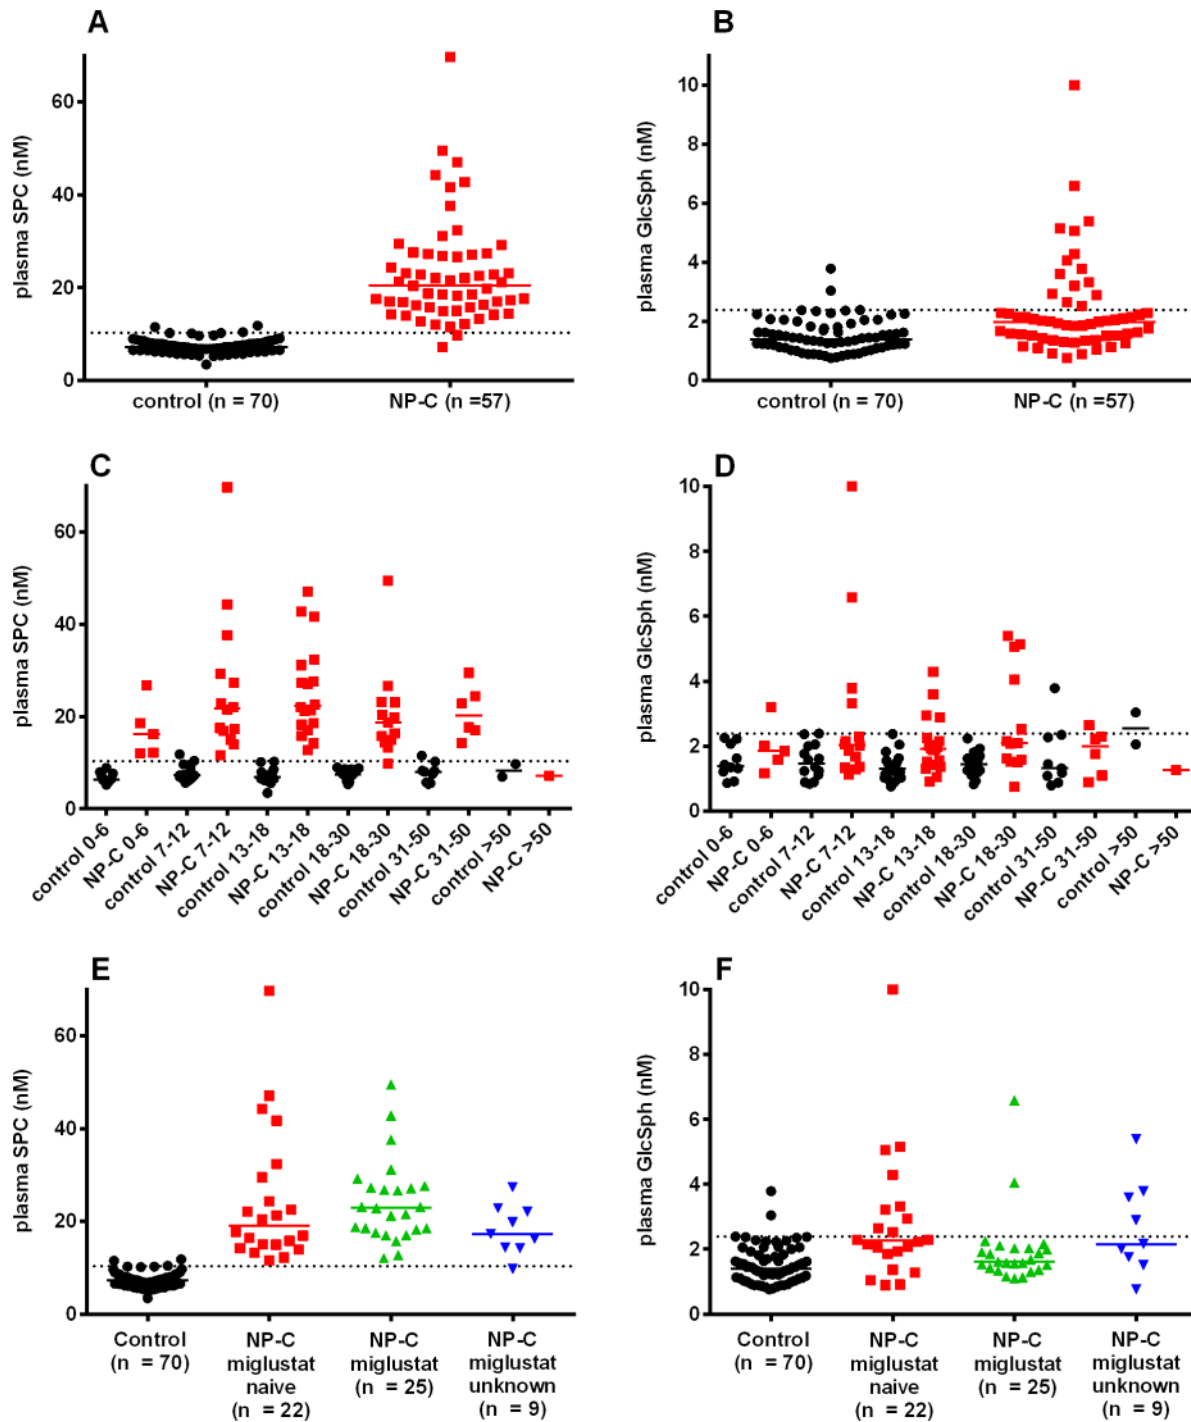 A
plasma SPC (nM)
60
40
20
0
control (n = 70)
NP-C (n =57)
B
plasma GlcSph (nM)
10
8
6
4
2
0
control (n = 70)
NP-C (n =57)
C
plasma SPC (nM)
60
40
20
0
control 0-6
NP-C 0-6
control 7-12
NP-C 7-12
control 13-18
NP-C 13-18
control 18-30
NP-C 18-30
control 31-50
NP-C 31-50
control >50
NP-C >50
D
plasma GlcSph (nM)
10
8
6
4
2
0
control 0-6
NP-C 0-6
control 7-12
NP-C 7-12
control 13-18
NP-C 13-18
control 18-30
NP-C 18-30
control 31-50
NP-C 31-50
control >50
NP-C >50
E
plasma SPC (nM)
60
40
20
0
Control
(n = 70)
NP-C
miglustat
naive
(n = 22)
NP-C
miglustat
(n = 25)
NP-C
miglustat
unknown
(n = 9)
F
plasma GlcSph (nM)
10
8
6
4
2
0
Control
(n = 70)
NP-C
miglustat
naive
(n = 22)
NP-C
miglustat
(n = 25)
NP-C
miglustat
unknown
(n = 9)